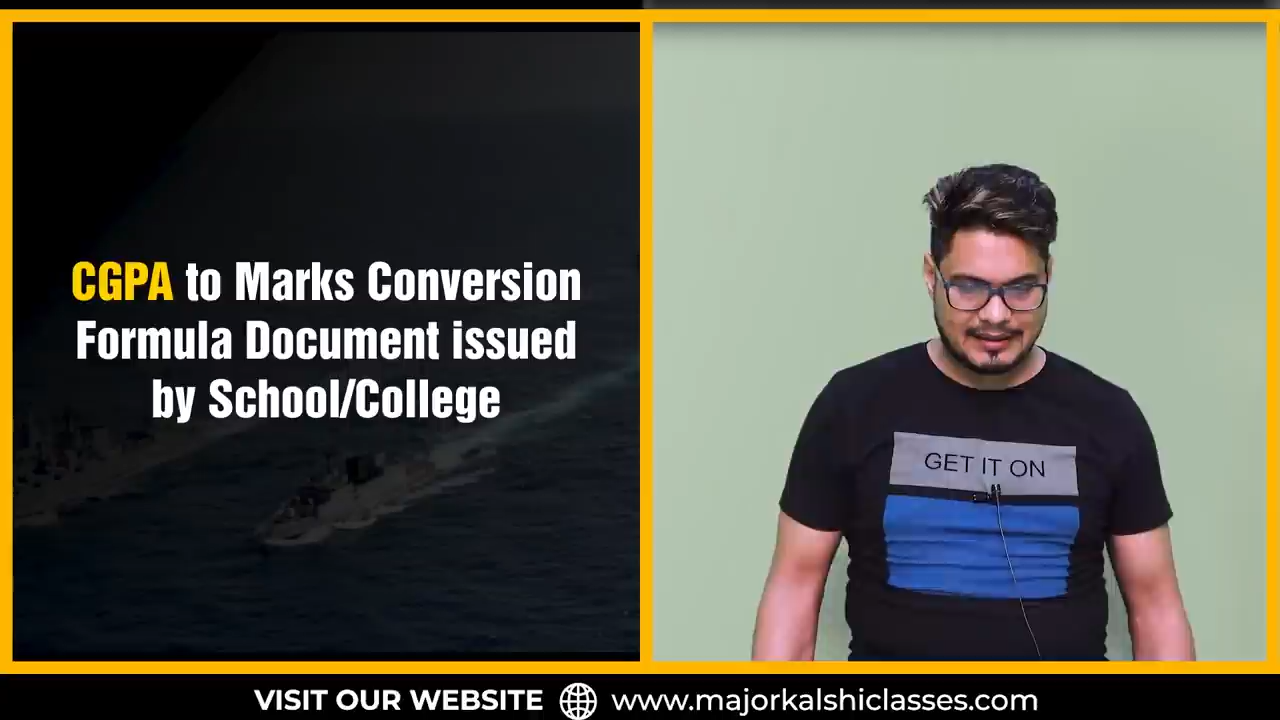 CGPA to Marks Conversion
Formula Document issued
by School/College
GET IT ON
VISIT OUR WEBSITE www.majorkalshiclasses.com